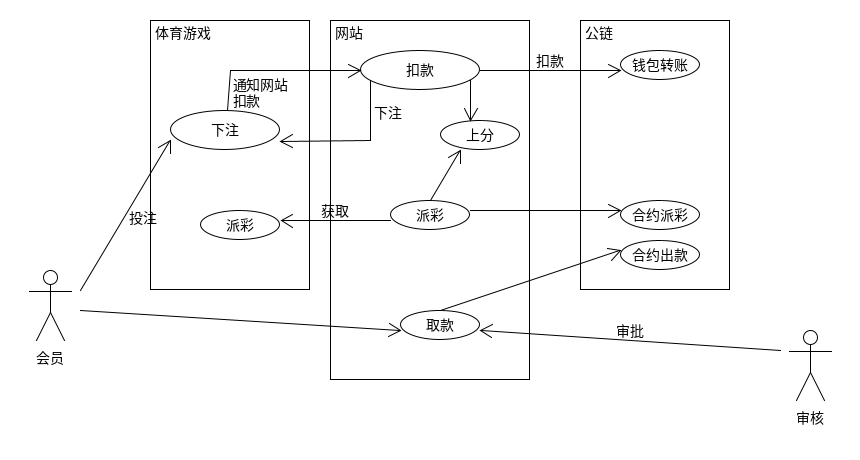 体育游戏
网站
公链
扣款
扣款
钱包转账
通知网站
扣款
下注
下注
上分
投注
派彩
获取
派彩
合约派彩
合约出款
取款
审批
会员
审核